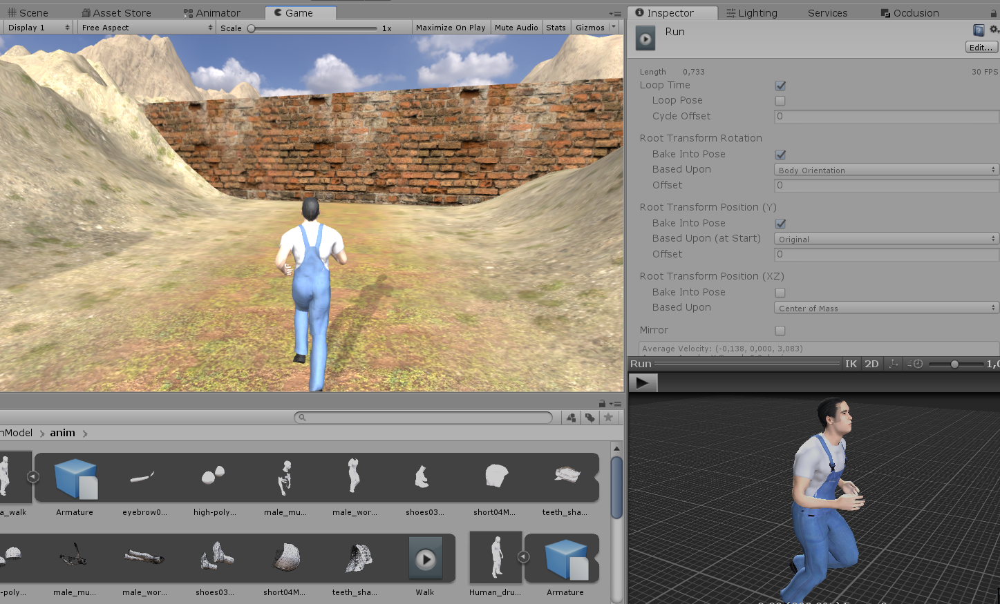 Scene Asset Store Animator Game
Display 1 Free Aspect Scale 1x Maximize On Play Mute Audio Stats Gizmos
Model anim
a_walk Armature eyebrow0... high-poly... male_mu... male_wor... shoes03... short04M... teeth_sha...
-poly... male_mu... male_wor... shoes03... short04M... teeth_sha... Walk Human_dru... Armature
Inspector Lighting Services Occlusion
Run
Edit...
Length 0,733 30 FPS
Loop Time
Loop Pose
Cycle Offset 0
Root Transform Rotation
Bake Into Pose
Based Upon Body Orientation
Offset 0
Root Transform Position (Y)
Bake Into Pose
Based Upon (at Start) Original
Offset 0
Root Transform Position (XZ)
Bake Into Pose
Based Upon Center of Mass
Mirror
Average Velocity: (-0,138, 0,000, 3,083)
Run IK 2D 1,0